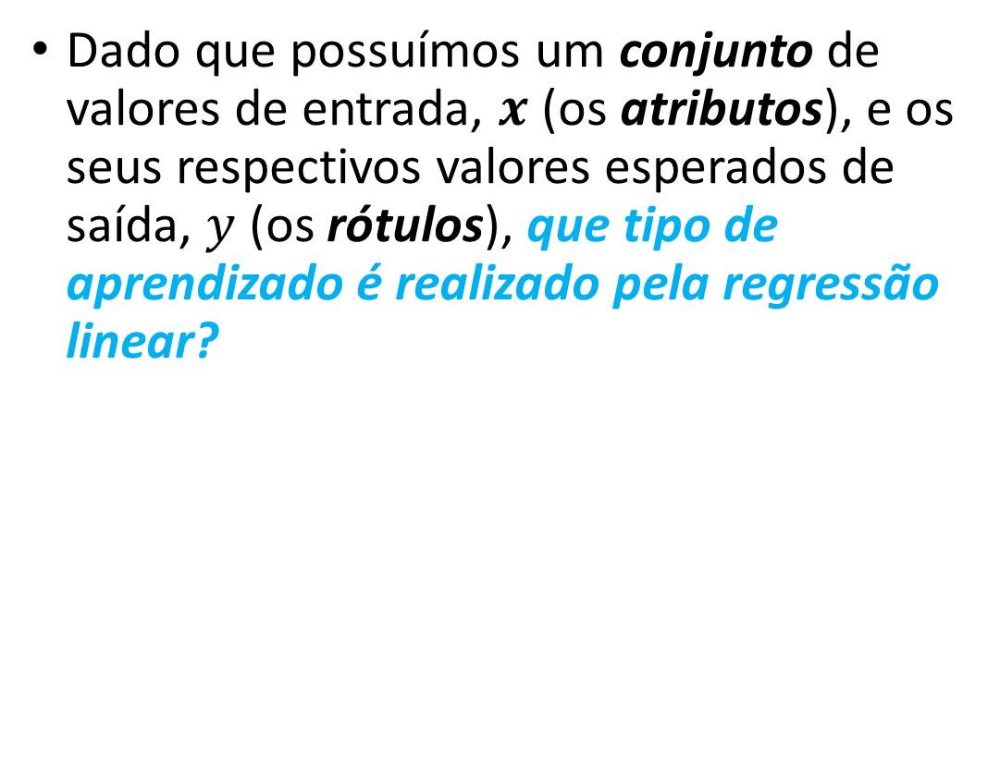 • Dado que possuímos um conjunto de
valores de entrada, x (os atributos), e os
seus respectivos valores esperados de
saída, y (os rótulos), que tipo de
aprendizado é realizado pela regressão
linear?